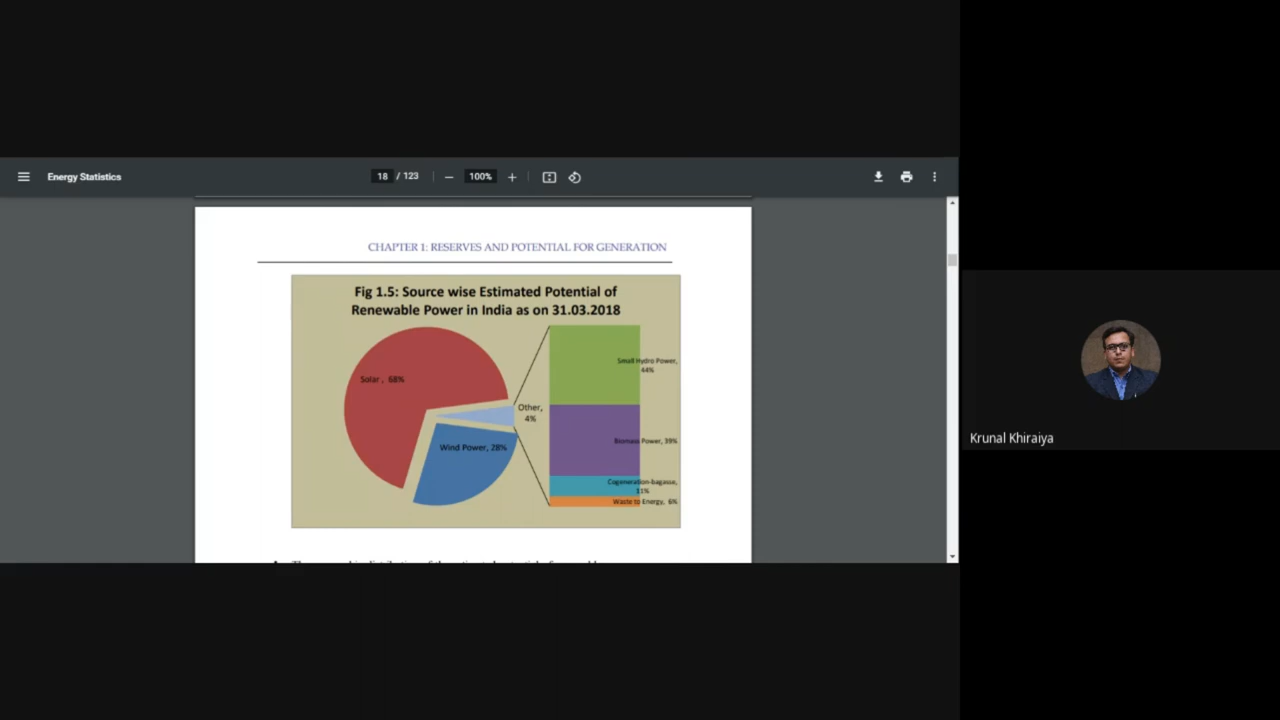 Energy Statistics
18 / 123
100%
CHAPTER 1: RESERVES AND POTENTIAL FOR GENERATION
Fig 1.5: Source wise Estimated Potential of
Renewable Power in India as on 31.03.2018
Solar , 68%
Other,
4%
Wind Power, 28%
Small Hydro Power,
44%
Biomass Power, 39%
Cogeneration-bagasse,
11%
Waste to Energy, 6%
Krunal Khiraiya